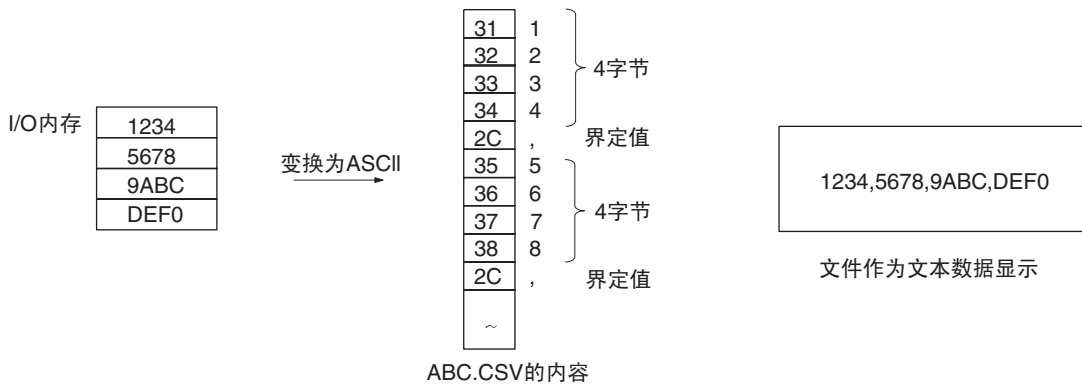 I/O内存
1234
5678
9ABC
DEF0
变换为ASCII
31 1
32 2
33 3
34 4
4字节
2C , 界定值
35 5
36 6
37 7
38 8
4字节
2C , 界定值
~
ABC.CSV的内容
1234,5678,9ABC,DEF0
文件作为文本数据显示